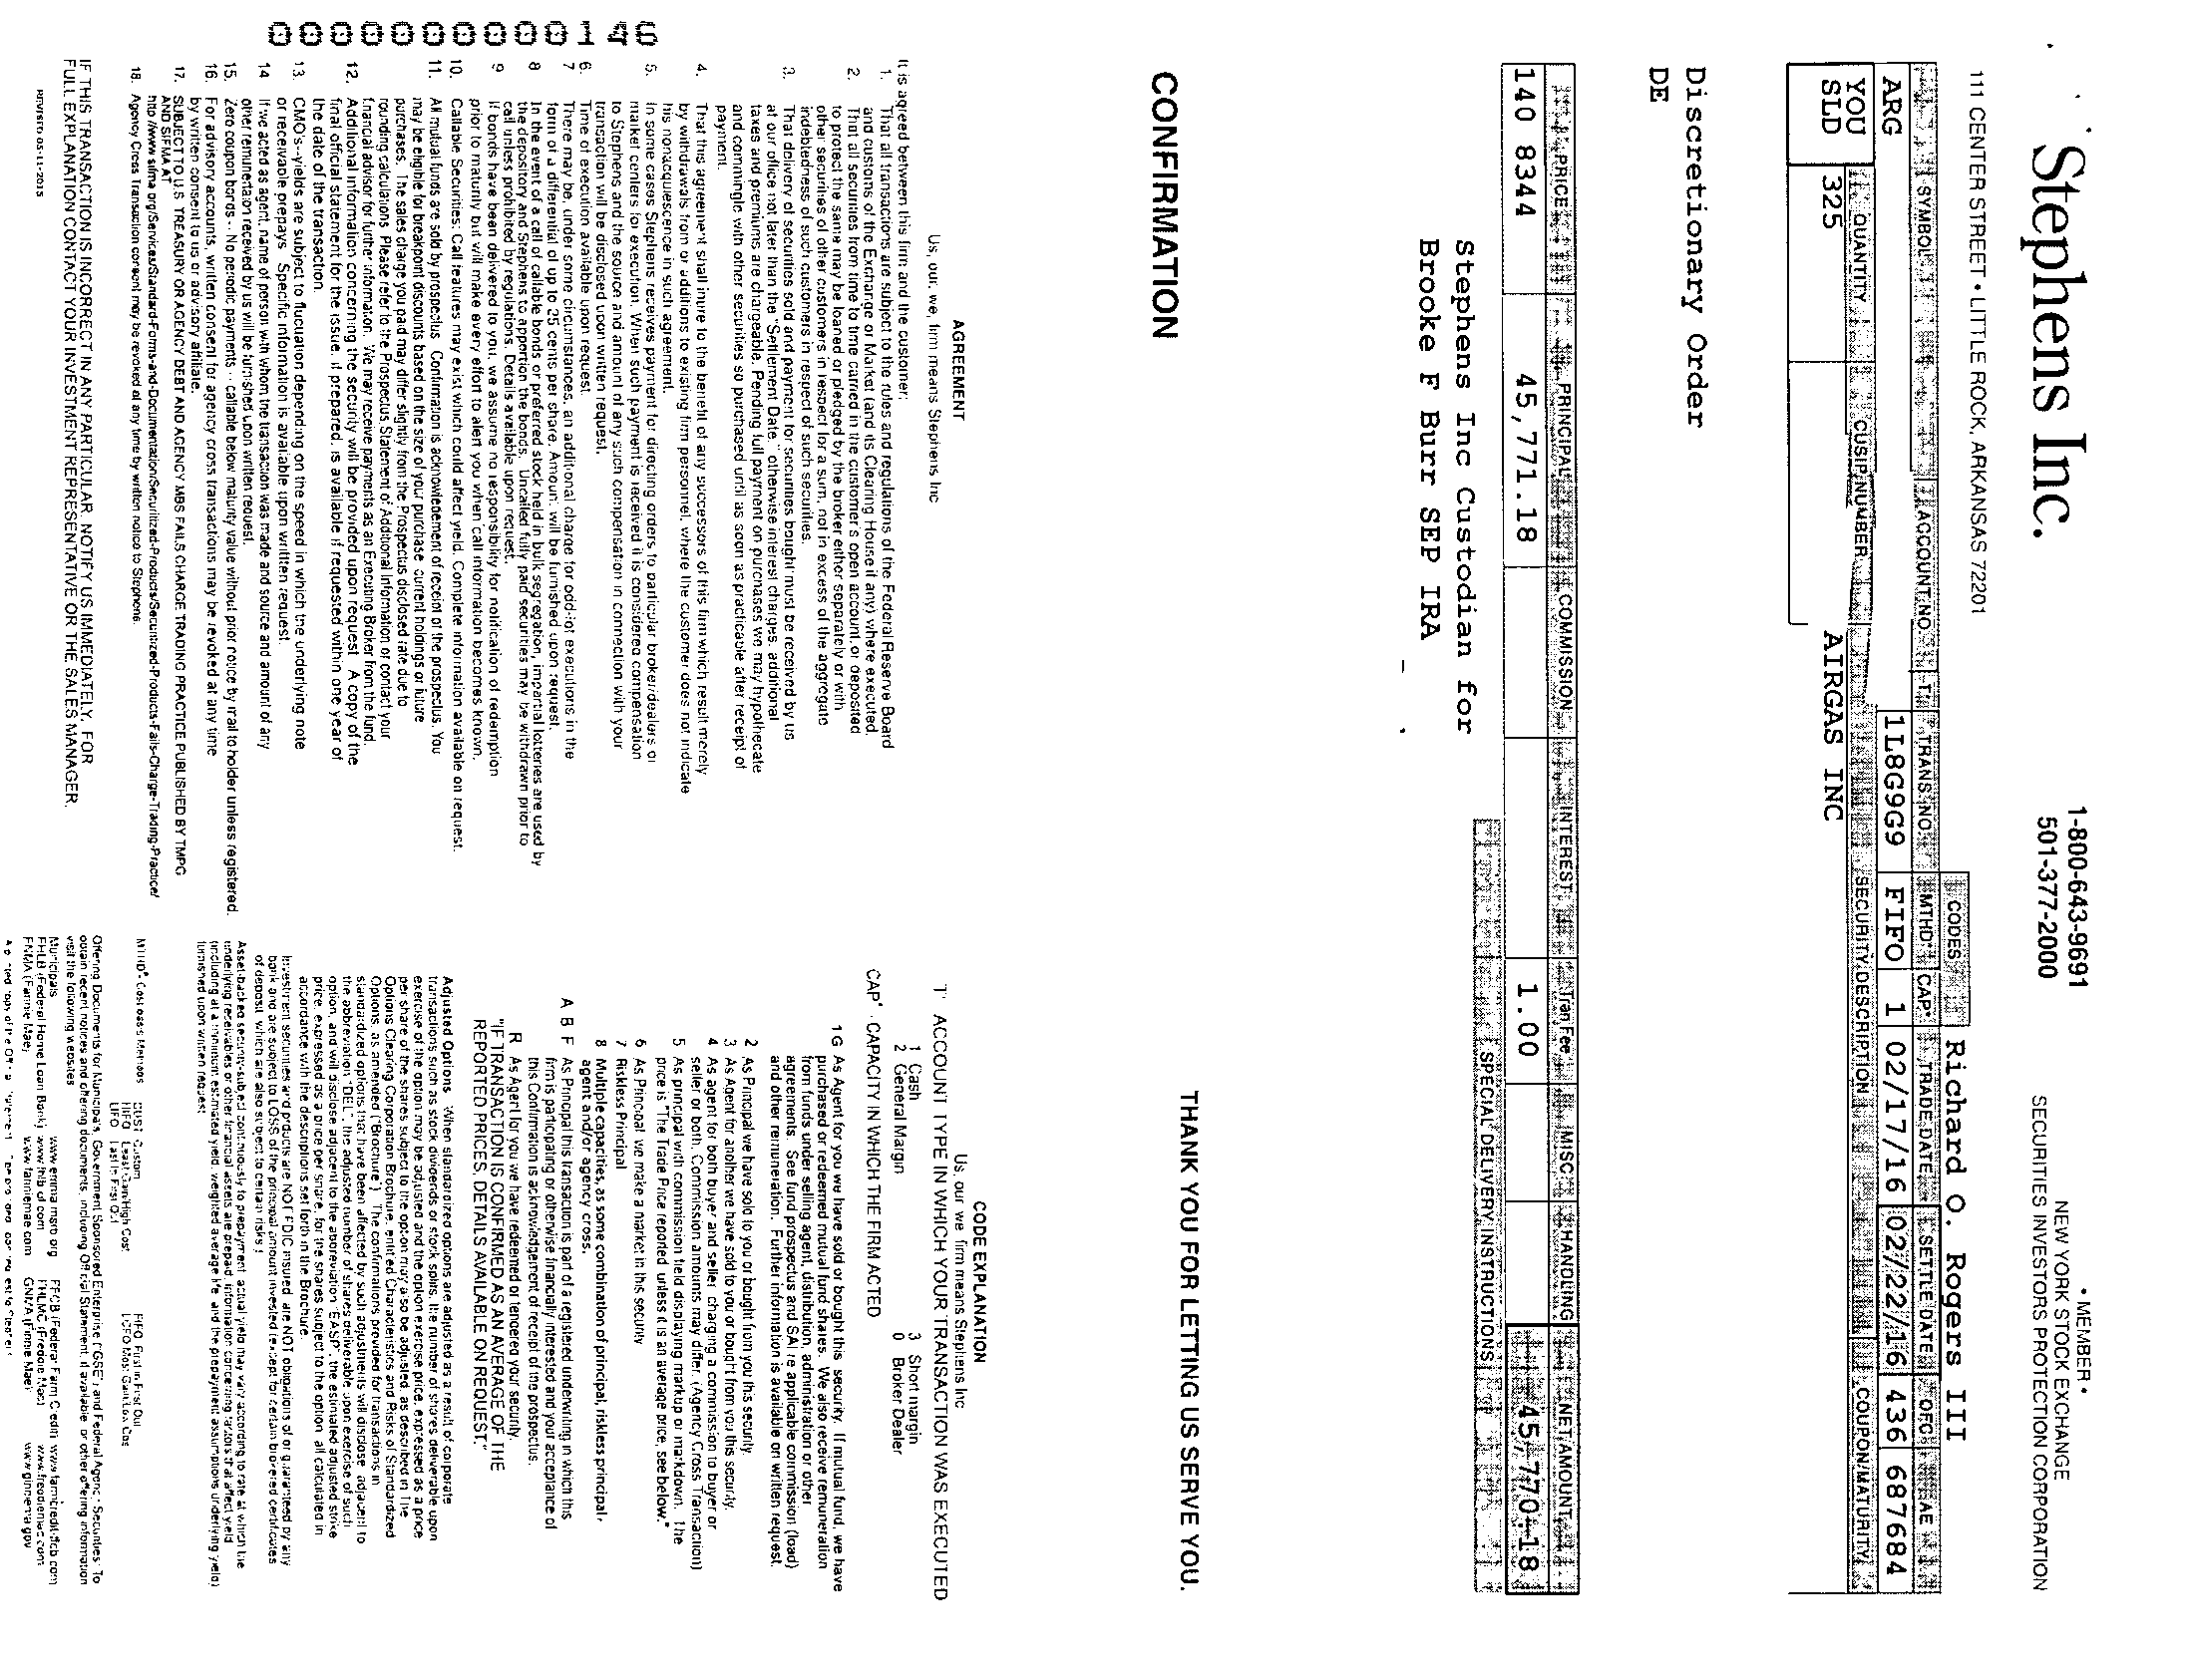 Stephens Inc.
111 CENTER STREET • LITTLE ROCK, ARKANSAS 72201
1-800-643-9691
501-377-2000
• MEMBER •
NEW YORK STOCK EXCHANGE
SECURITIES INVESTORS PROTECTION CORPORATION
CODES
Richard O. Rogers III
SYMBOL ACCOUNT NO. T* TRANS. NO. MTHD* CAP* TRADE DATE SETTLE DATE OFC AE
ARG 1L8G9G9 FIFO 1 02/17/16 02/22/16 436 687684
YOU SLD QUANTITY CUSIP NUMBER SECURITY DESCRIPTION COUPON/MATURITY
325 AIRGAS INC
Discretionary Order
DE
PRICE PRINCIPAL COMMISSION INTEREST Tran Fee MISC HANDLING NET AMOUNT
140 8344 45,771.18 1.00 45,770.18
SPECIAL DELIVERY INSTRUCTIONS
Stephens Inc Custodian for
Brooke F Burr SEP IRA
CONFIRMATION
THANK YOU FOR LETTING US SERVE YOU.
AGREEMENT
Us, our, we, firm means Stephens Inc
It is agreed between this firm and the customer:
1. That all transactions are subject to the rules and regulations of the Federal Reserve Board
and customs of the Exchange or Market (and its Clearing House if any) where executed.
2. That all securities from time to time carried in the customer's open account, or deposited
to protect the same may be loaned or pledged by the broker either separately or with
other securities of other customers in respect for a sum, not in excess of the aggregate
indebtedness of such customers in respect of such securities.
3. That delivery of securities sold and payment for securities bought must be received by us
at our office not later than the "Settlement Date," otherwise interest charges, additional
taxes and premiums are chargeable. Pending full payment on purchases we may hypothecate
and commingle with other securities so purchased until as soon as practicable after receipt of
payment.
4. That this agreement shall inure to the benefit of any successors of this firm which result merely
by withdrawals from or additions to existing firm personnel, where the customer does not indicate
his nonacquiescence in such agreement.
5. In some cases Stephens receives payment for directing orders to particular broker/dealers or
market centers for execution. When such payment is received it is considered compensation
to Stephens and the source and amount of any such compensation in connection with your
transaction will be disclosed upon written request.
6. Time of execution available upon request.
7 There may be, under some circumstances, an additional charge for odd-lot executions in the
form of a differential of up to 25 cents per share. Amount will be furnished upon request.
8 In the event of a call of callable bonds or preferred stock held in bulk segregation, impartial lotteries are used by
the depository and Stephens to apportion the bonds. Uncalled fully paid securities may be withdrawn prior to
call unless prohibited by regulations. Details available upon request.
9 If bonds have been delivered to you, we assume no responsibility for notification of redemption
prior to maturity but will make every effort to alert you when call information becomes known.
10. Callable Securities: Call features may exist which could affect yield. Complete information available on request.
11. All mutual funds are sold by prospectus Confirmation is acknowledement of receipt of the prospectus. You
may be eligible for breakpoint discounts based on the size of your purchase, current holdings or future
purchases. The sales charge you paid may differ slightly from the Prospectus disclosed rate due to
rounding calculations Please refer to the Prospectus Statement of Additional Information or contact your
financial advisor for further information. We may receive payments as an Executing Broker from the fund.
12. Additional information concerning the security will be provided upon request A copy of the
final official statement for the issue, if prepared, is available if requested within one year of
the date of the transaction.
13. CMO's--yields are subject to fluctuation depending on the speed in which the underlying note
or receivable prepays Specific information is available upon written request.
14 If we acted as agent, name of person with whom the transaction was made and source and amount of any
other remuneration received by us will be furnished upon written request.
15. Zero coupon bonds -- No periodic payments - callable below maturity value without prior notice by mail to holder unless registered.
16. For advisory accounts, written consent for agency cross transactions may be revoked at any time
by written consent to us or advisory affiliate.
17. SUBJECT TO U.S. TREASURY OR AGENCY DEBT AND AGENCY MBS FAILS CHARGE TRADING PRACTICE PUBLISHED BY TMPG
AND SIFMA AT
http://www.sifma org/Services/Standard-Forms-and-Documentation/Securitized-Products/Securitized-Products-Fails-Charge-Trading-Practice/
18. Agency Cross Transaction consent may be revoked at any time by written notice to Stephens.
IF THIS TRANSACTION IS INCORRECT IN ANY PARTICULAR, NOTIFY US IMMEDIATELY. FOR
FULL EXPLANATION CONTACT YOUR INVESTMENT REPRESENTATIVE OR THE SALES MANAGER.
REVISED 05-11-2015
CODE EXPLANATION
Us, our we firm means Stephens Inc
T* ACCOUNT TYPE IN WHICH YOUR TRANSACTION WAS EXECUTED
1 Cash 3 Short margin
2 General Margin 0 Broker Dealer
CAP* - CAPACITY IN WHICH THE FIRM ACTED
1G As Agent for you we have sold or bought this security. If mutual fund, we have
purchased or redeemed mutual fund shares. We also receive remuneration
from funds under selling agent, distribution, administration or other
agreements See fund prospectus and SAI re applicable commission (load)
and other remuneration. Further information is available on written request.
2 As Principal we have sold to you or bought from you this security.
3 As Agent for another we have sold to you or bought from you this security.
4 As agent for both buyer and seller, charging a commission to buyer or
seller or both. Commission amounts may differ. (Agency Cross Transaction)
5 As principal with commission field displaying markup or markdown. The
price is "The Trade Price reported unless it is an average price, see below."
6 As Principal we make a market in this security
7 Riskless Principal
8 Multiple capacities, as some combination of principal, riskless principal,
agent and/or agency cross.
A B F As Principal this transaction is part of a registered underwriting in which this
firm is participating or otherwise financially interested and your acceptance of
this Confirmation is acknowledgement of receipt of the prospectus.
R As Agent for you we have redeemed or tendered your security.
"IF TRANSACTION IS CONFIRMED AS AN AVERAGE OF THE
REPORTED PRICES, DETAILS AVAILABLE ON REQUEST."
Adjusted Options When standardized options are adjusted as a result of corporate
transactions such as stock dividends or stock splits, the number of shares deliverable upon
exercise of the option may be adjusted and the option exercise price, expressed as a price
per share of the shares subject to the option may also be adjusted, as described in The
Options Clearing Corporation Brochure, entitled Characteristics and Risks of Standardized
Options, as amended ("Brochure") The confirmations provided for transactions in
standardized options that have been affected by such adjustments will disclose, adjacent to
the abbreviation "DEL", the adjusted number of shares deliverable upon exercise of such
option, and will disclose adjacent to the abbreviation "EASP", the estimated adjusted strike
price expressed as a price per share, for the shares subject to the option all calculated in
accordance with the descriptions set forth in the Brochure.
Investment securities and products are NOT FDIC insured, are NOT obligations of or guaranteed by any
bank and are subject to LOSS of the principal amount invested (except for certain brokered certificates
of deposit which are also subject to certain risks)
Asset-backed security-subject continuously to prepayment actual yield may vary according to rate at which the
underlying receivables or other financial assets are prepaid information concerning factors that affect yield
(including at a minimum estimated yield, weighted average life and the prepayment assumptions underlying yield)
furnished upon written request
MTHD* Cost Basis Methods CUST Custom FIFO First in First Out
HIFO Least Gain/High Cost LCFO Most Gain/Low Cost
LIFO Last in First Out
Offering Documents for Municipals, Government Sponsored Enterprise ("GSE") and Federal Agency Securities To
obtain recent notices and offering documents, including Official Statement, if available or other offering information
visit the following websites
Municipals www.emma msrb org FFCB (Federal Farm Credit) www farmcredit-ffcb com
FHLB (Federal Home Loan Bank) www fhlb of com FHLMC (Freddie Mac) www.freddiemac.com
FNMA (Fannie Mae) www fanniemae com GNMA (Ginnie Mae) www ginniemae gov
0000000000146